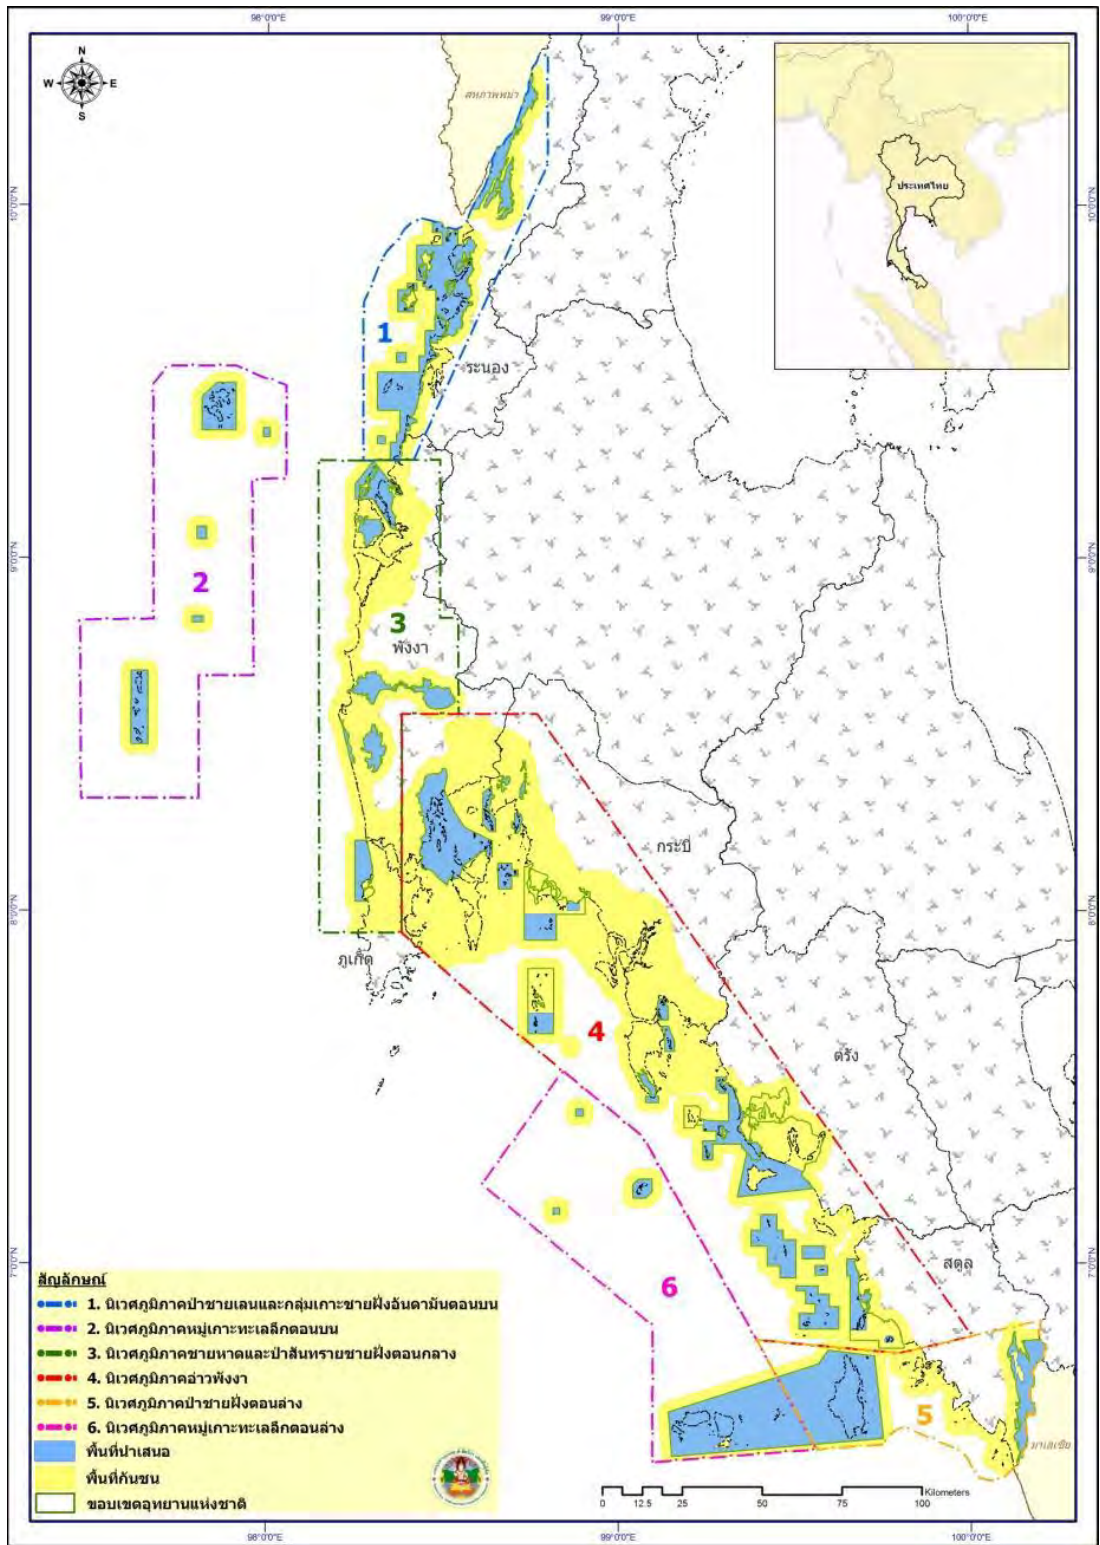 98°0'0"E
99°0'0"E
100°0'0"E
N
W
E
S
สหภาพพม่า
ประเทศไทย
10°0'0"N
10°0'0"N
1
ระนอง
2
9°0'0"N
9°0'0"N
3
พังงา
กระบี่
8°0'0"N
8°0'0"N
ภูเก็ต
4
ตรัง
7°0'0"N
7°0'0"N
สตูล
6
5
มาเลเซีย
สัญลักษณ์
1. นิเวศภูมิภาคป่าชายเลนและกลุ่มเกาะชายฝั่งอันดามันตอนบน
2. นิเวศภูมิภาคหมู่เกาะทะเลลึกตอนบน
3. นิเวศภูมิภาคชายหาดและป่าสันทรายชายฝั่งตอนกลาง
4. นิเวศภูมิภาคอ่าวพังงา
5. นิเวศภูมิภาคป่าชายฝั่งตอนล่าง
6. นิเวศภูมิภาคหมู่เกาะทะเลลึกตอนล่าง
พื้นที่นำเสนอ
พื้นที่กันชน
ขอบเขตอุทยานแห่งชาติ
Kilometers
0 12.5 25 50 75 100
98°0'0"E
99°0'0"E
100°0'0"E